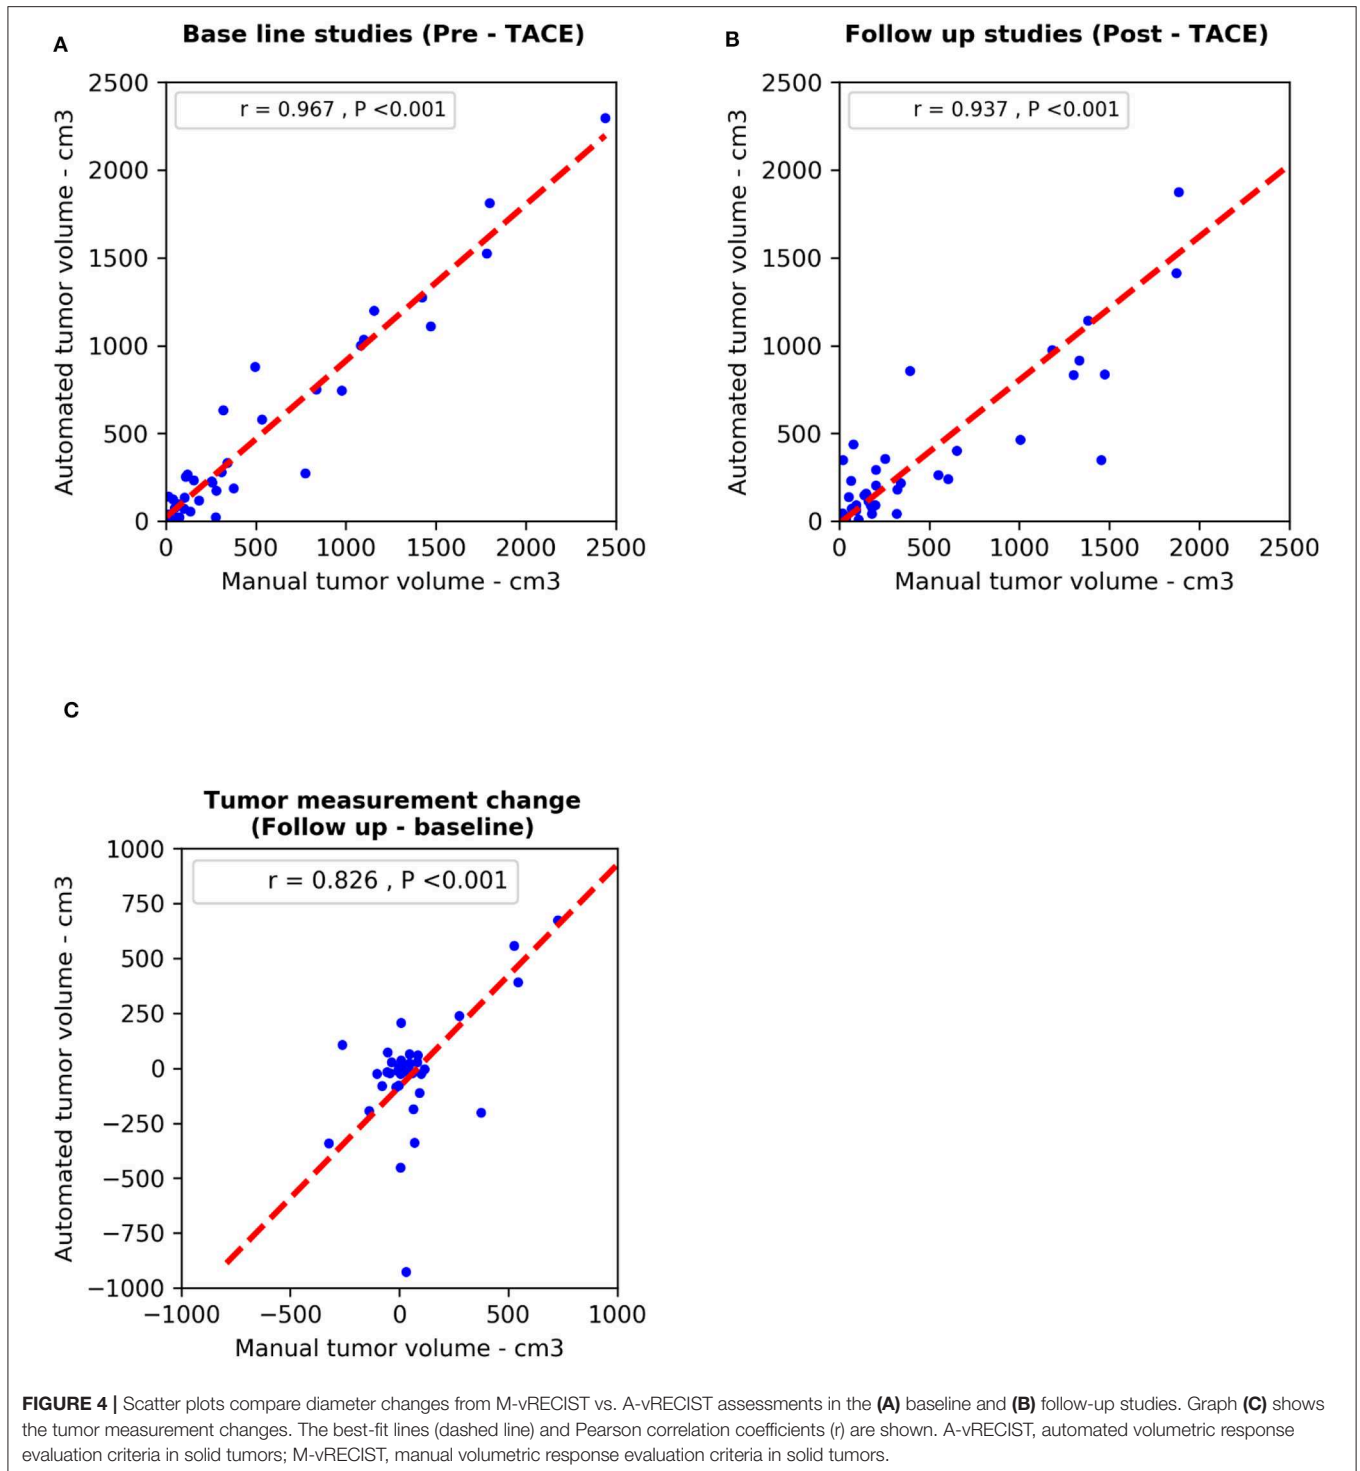 A
Base line studies (Pre - TACE)
r = 0.967 , P <0.001
2500
2000
1500
1000
500
0
Automated tumor volume - cm3
0 500 1000 1500 2000 2500
Manual tumor volume - cm3
B
Follow up studies (Post - TACE)
r = 0.937 , P <0.001
2500
2000
1500
1000
500
0
Automated tumor volume - cm3
0 500 1000 1500 2000 2500
Manual tumor volume - cm3
C
Tumor measurement change
(Follow up - baseline)
r = 0.826 , P <0.001
1000
750
500
250
0
−250
−500
−750
−1000
Automated tumor volume - cm3
−1000 −500 0 500 1000
Manual tumor volume - cm3
FIGURE 4 | Scatter plots compare diameter changes from M-vRECIST vs. A-vRECIST assessments in the (A) baseline and (B) follow-up studies. Graph (C) shows
the tumor measurement changes. The best-fit lines (dashed line) and Pearson correlation coefficients (r) are shown. A-vRECIST, automated volumetric response
evaluation criteria in solid tumors; M-vRECIST, manual volumetric response evaluation criteria in solid tumors.